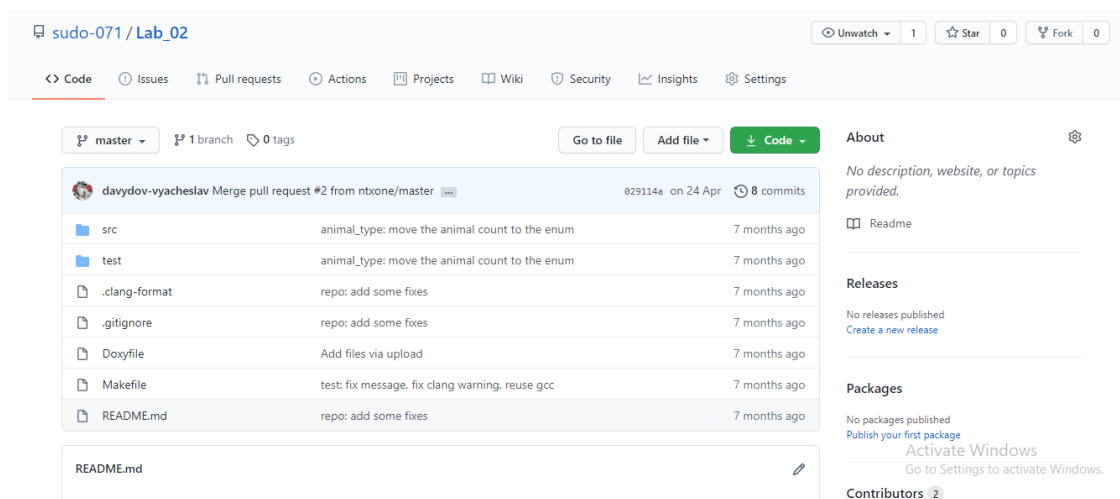 sudo-071 / Lab_02
Unwatch 1 Star 0 Fork 0
<> Code Issues Pull requests Actions Projects Wiki Security Insights Settings
master 1 branch 0 tags Go to file Add file Code
davydov-vyacheslav Merge pull request #2 from ntxone/master ... 029114a on 24 Apr 8 commits
src animal_type: move the animal count to the enum 7 months ago
test animal_type: move the animal count to the enum 7 months ago
.clang-format repo: add some fixes 7 months ago
.gitignore repo: add some fixes 7 months ago
Doxyfile Add files via upload 7 months ago
Makefile test: fix message, fix clang warning, reuse gcc 7 months ago
README.md repo: add some fixes 7 months ago
README.md
About
No description, website, or topics
provided.
Readme
Releases
No releases published
Create a new release
Packages
No packages published
Publish your first package
Activate Windows
Go to Settings to activate Windows.
Contributors 2